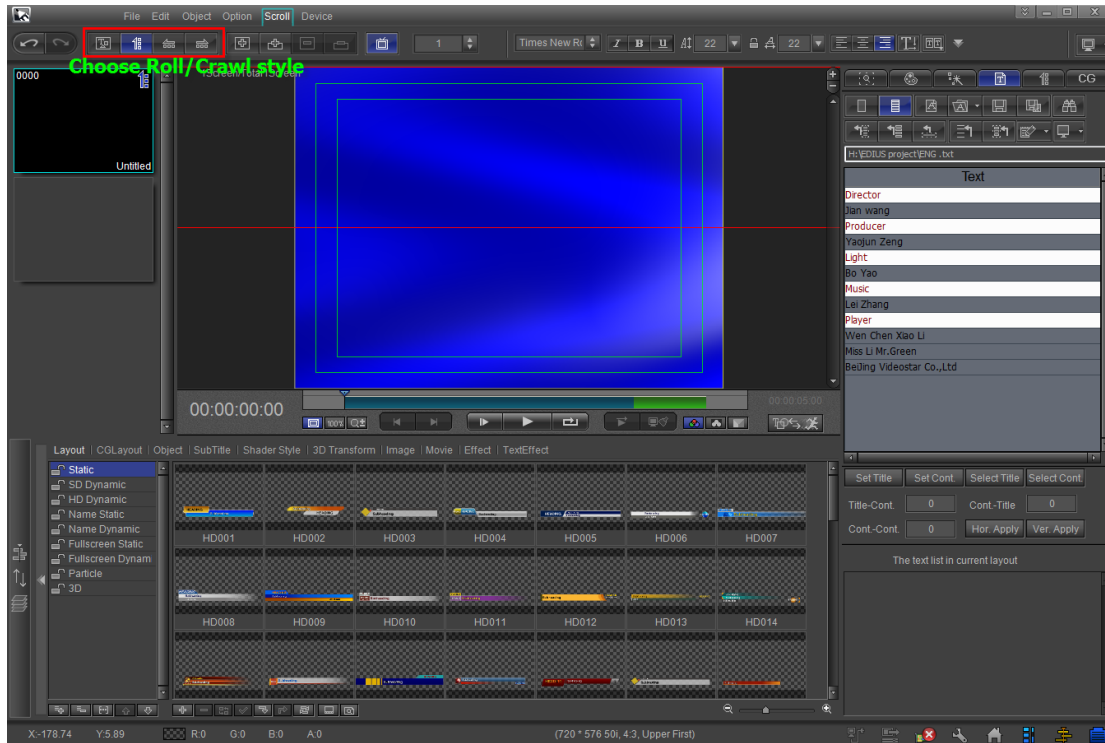 File Edit Object Option Scroll Device
1 Times New R I B U 22 A 22
Choose Roll/Crawl style
0000
Untitled
CG
H:\EDIUS project\ENG .txt
Text
Director
Jian wang
Producer
Yaojun Zeng
Light
Bo Yao
Music
Lei Zhang
Player
Wen Chen Xiao Li
Miss Li Mr.Green
BeiJing Videostar Co.,Ltd
00:00:00:00
00:00:05:00
100%
Layout CGLayout Object SubTitle Shader Style 3D Transform Image Movie Effect TextEffect
Static
SD Dynamic
HD Dynamic
Name Static
Name Dynamic
Fullscreen Static
Fullscreen Dynami
Particle
3D
HD001 HD002 HD003 HD004 HD005 HD006 HD007
HD008 HD009 HD010 HD011 HD012 HD013 HD014
Set Title Set Cont. Select Title Select Cont.
Title-Cont. 0 Cont.-Title 0
Cont.-Cont. 0 Hor. Apply Ver. Apply
The text list in current layout
X:-178.74 Y:5.89 R:0 G:0 B:0 A:0 (720 * 576 50i, 4:3, Upper First)